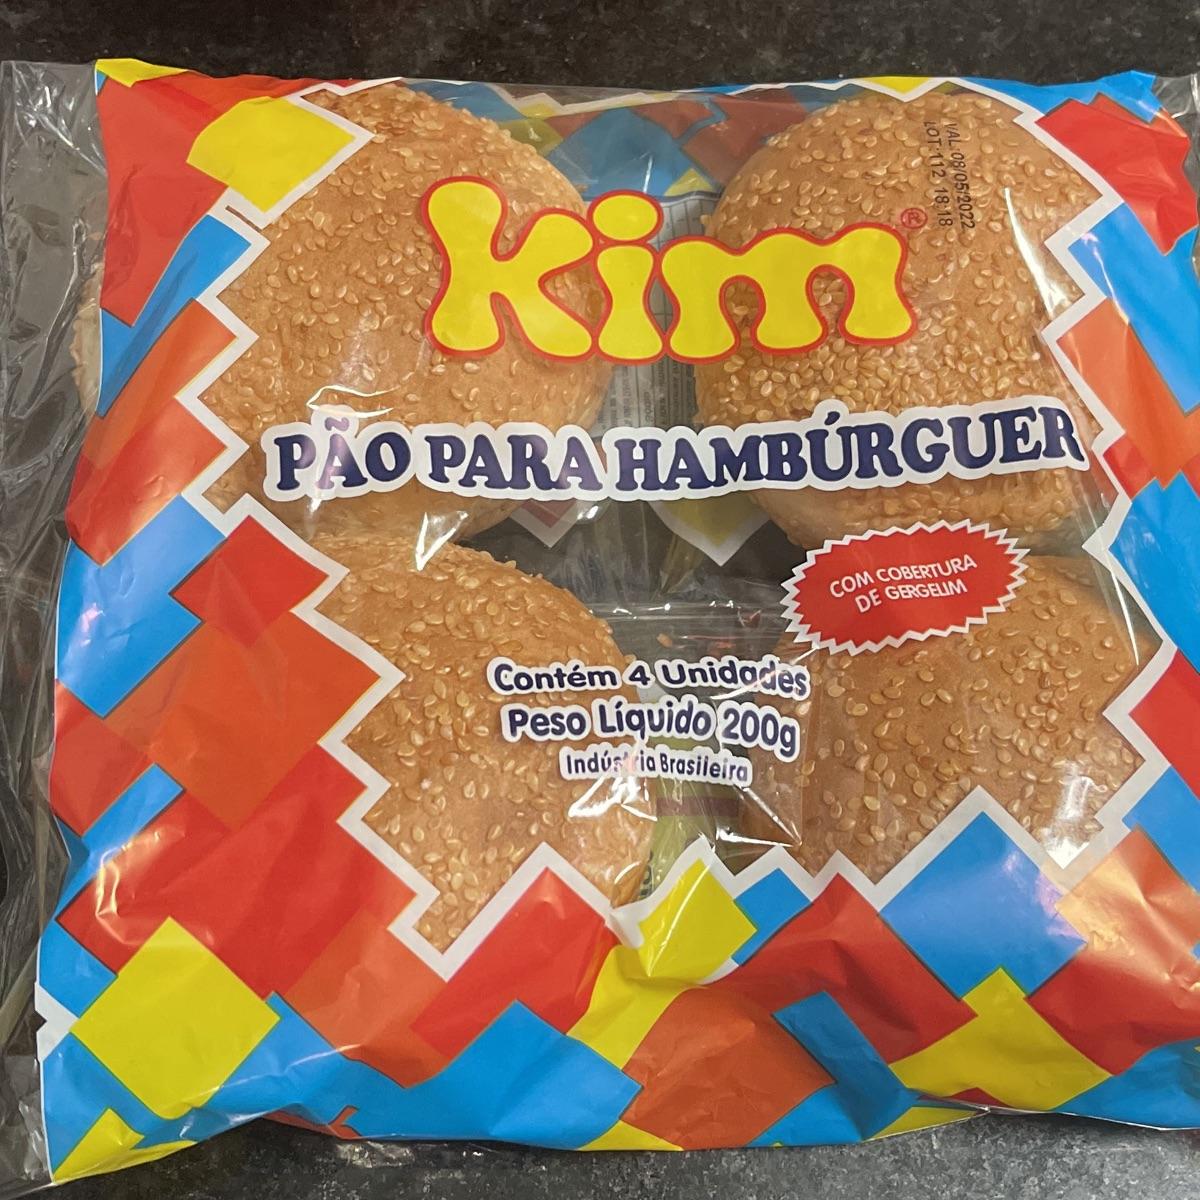 VAL:08/05/2022
LOT:112 18:18
Kim®
PÃO PARA HAMBÚRGUER
COM COBERTURA
DE GERGELIM
Contém 4 Unidades
Peso Líquido 200g
Indústria Brasileira